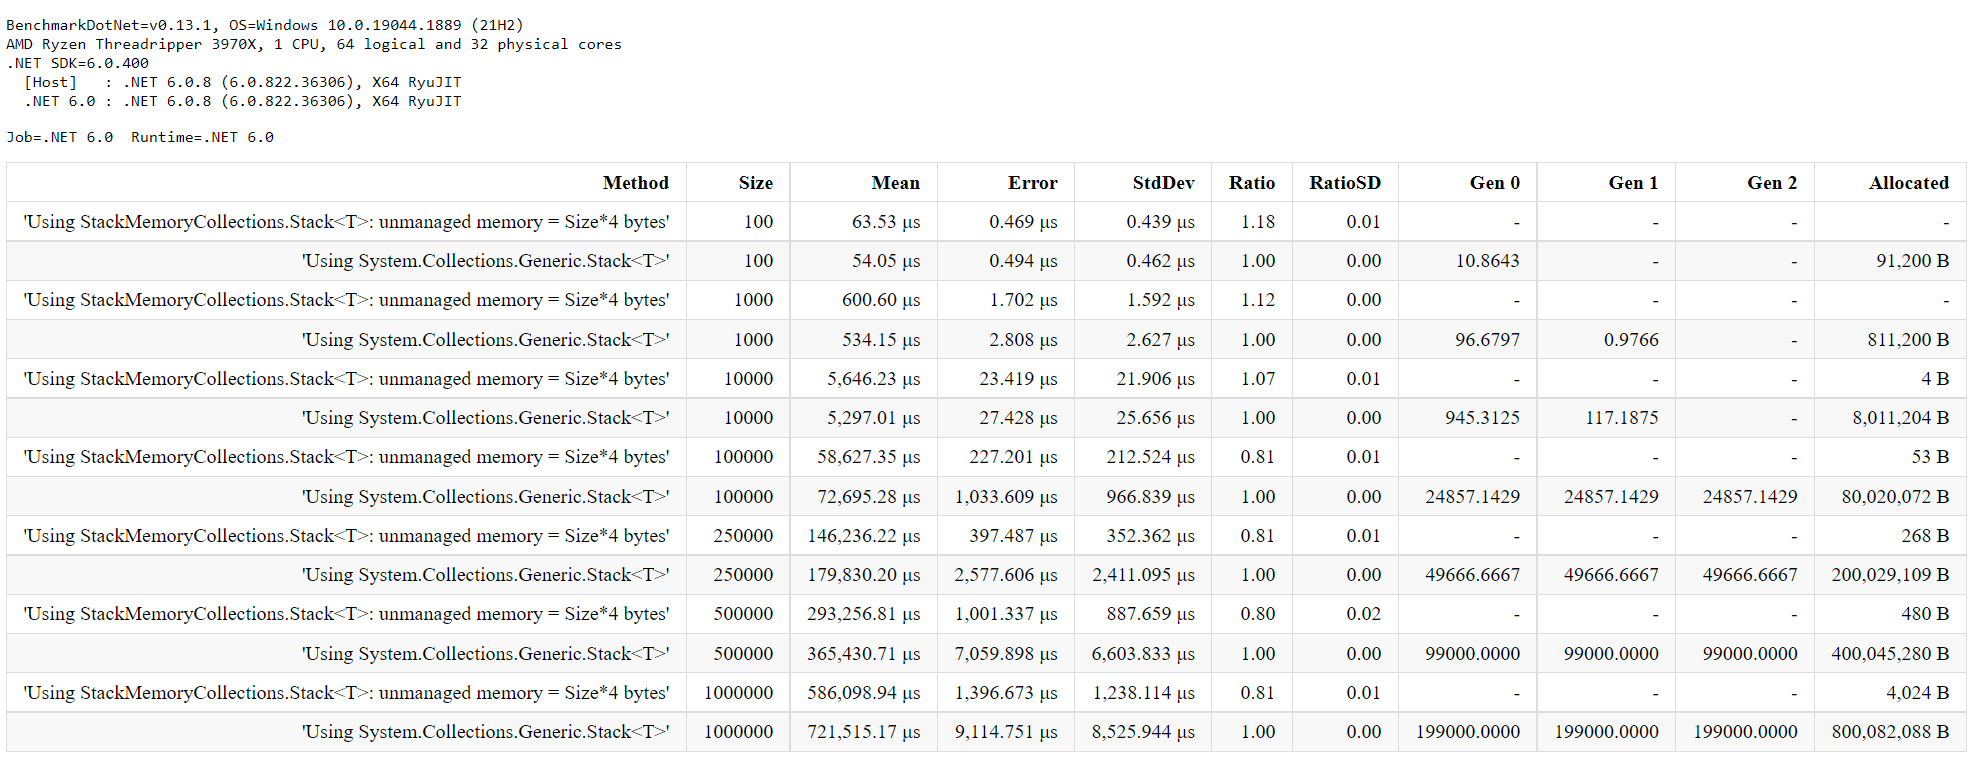 BenchmarkDotNet=v0.13.1, OS=Windows 10.0.19044.1889 (21H2)
AMD Ryzen Threadripper 3970X, 1 CPU, 64 logical and 32 physical cores
.NET SDK=6.0.400
[Host]   : .NET 6.0.8 (6.0.822.36306), X64 RyuJIT
.NET 6.0 : .NET 6.0.8 (6.0.822.36306), X64 RyuJIT
Job=.NET 6.0  Runtime=.NET 6.0
Method Size Mean Error StdDev Ratio RatioSD Gen 0 Gen 1 Gen 2 Allocated
'Using StackMemoryCollections.Stack<T>: unmanaged memory = Size*4 bytes' 100 63.53 μs 0.469 μs 0.439 μs 1.18 0.01 - - - -
'Using System.Collections.Generic.Stack<T>' 100 54.05 μs 0.494 μs 0.462 μs 1.00 0.00 10.8643 - - 91,200 B
'Using StackMemoryCollections.Stack<T>: unmanaged memory = Size*4 bytes' 1000 600.60 μs 1.702 μs 1.592 μs 1.12 0.00 - - - -
'Using System.Collections.Generic.Stack<T>' 1000 534.15 μs 2.808 μs 2.627 μs 1.00 0.00 96.6797 0.9766 - 811,200 B
'Using StackMemoryCollections.Stack<T>: unmanaged memory = Size*4 bytes' 10000 5,646.23 μs 23.419 μs 21.906 μs 1.07 0.01 - - - 4 B
'Using System.Collections.Generic.Stack<T>' 10000 5,297.01 μs 27.428 μs 25.656 μs 1.00 0.00 945.3125 117.1875 - 8,011,204 B
'Using StackMemoryCollections.Stack<T>: unmanaged memory = Size*4 bytes' 100000 58,627.35 μs 227.201 μs 212.524 μs 0.81 0.01 - - - 53 B
'Using System.Collections.Generic.Stack<T>' 100000 72,695.28 μs 1,033.609 μs 966.839 μs 1.00 0.00 24857.1429 24857.1429 24857.1429 80,020,072 B
'Using StackMemoryCollections.Stack<T>: unmanaged memory = Size*4 bytes' 250000 146,236.22 μs 397.487 μs 352.362 μs 0.81 0.01 - - - 268 B
'Using System.Collections.Generic.Stack<T>' 250000 179,830.20 μs 2,577.606 μs 2,411.095 μs 1.00 0.00 49666.6667 49666.6667 49666.6667 200,029,109 B
'Using StackMemoryCollections.Stack<T>: unmanaged memory = Size*4 bytes' 500000 293,256.81 μs 1,001.337 μs 887.659 μs 0.80 0.02 - - - 480 B
'Using System.Collections.Generic.Stack<T>' 500000 365,430.71 μs 7,059.898 μs 6,603.833 μs 1.00 0.00 99000.0000 99000.0000 99000.0000 400,045,280 B
'Using StackMemoryCollections.Stack<T>: unmanaged memory = Size*4 bytes' 1000000 586,098.94 μs 1,396.673 μs 1,238.114 μs 0.81 0.01 - - - 4,024 B
'Using System.Collections.Generic.Stack<T>' 1000000 721,515.17 μs 9,114.751 μs 8,525.944 μs 1.00 0.00 199000.0000 199000.0000 199000.0000 800,082,088 B